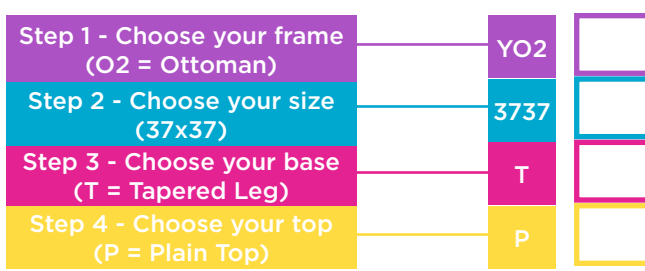 Step 1 - Choose your frame
(O2 = Ottoman)
YO2
Step 2 - Choose your size
(37x37)
3737
Step 3 - Choose your base
(T = Tapered Leg)
T
Step 4 - Choose your top
(P = Plain Top)
P